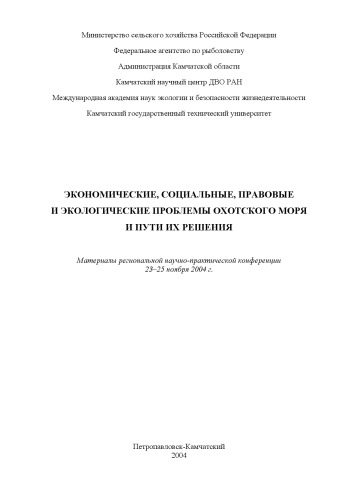 Министерство сельского хозяйства Российской Федерации
Федеральное агентство по рыболовству
Администрация Камчатской области
Камчатский научный центр ДВО РАН
Международная академия наук экологии и безопасности жизнедеятельности
Камчатский государственный технический университет
ЭКОНОМИЧЕСКИЕ, СОЦИАЛЬНЫЕ, ПРАВОВЫЕ
И ЭКОЛОГИЧЕСКИЕ ПРОБЛЕМЫ ОХОТСКОГО МОРЯ
И ПУТИ ИХ РЕШЕНИЯ
Материалы региональной научно-практической конференции
23–25 ноября 2004 г.
Петропавловск-Камчатский
2004